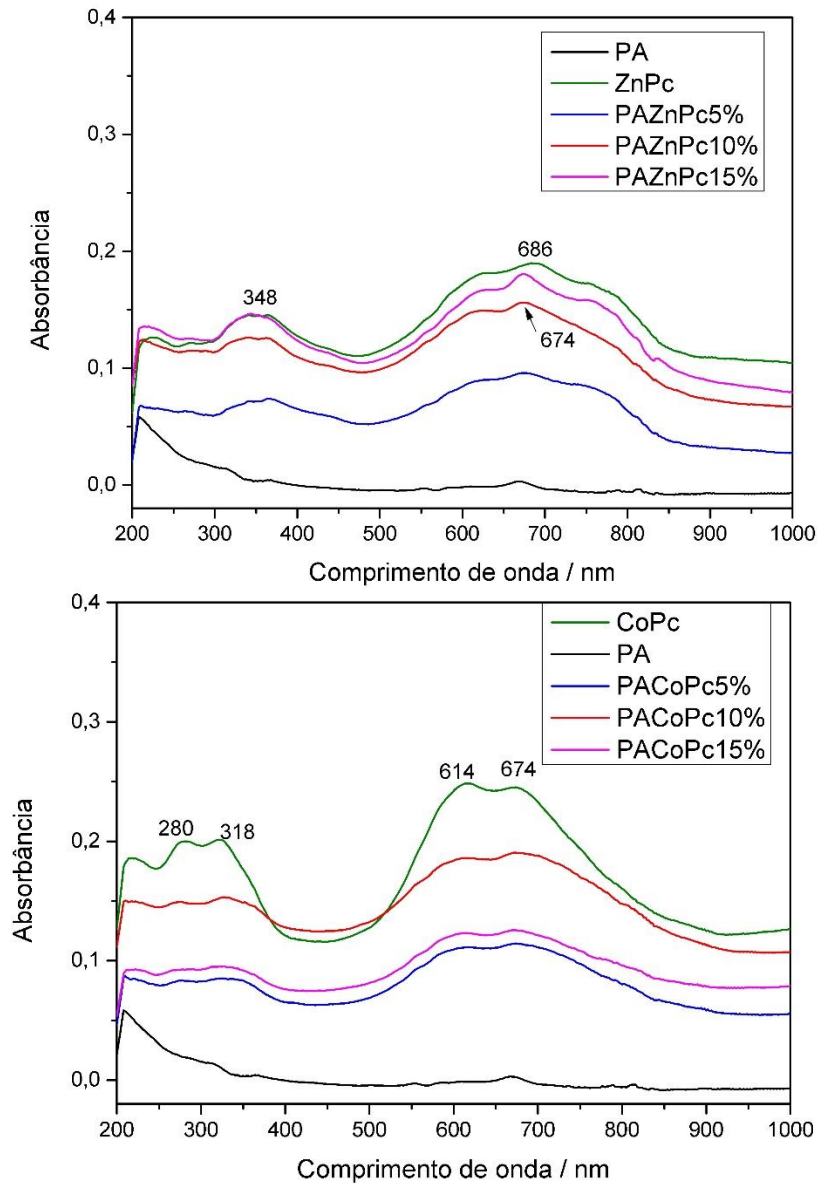 0,4
0,3
0,2
0,1
0,0
Absorbância
PA
ZnPc
PAZnPc5%
PAZnPc10%
PAZnPc15%
348
686
674
200 300 400 500 600 700 800 900 1000
Comprimento de onda / nm
0,4
0,3
0,2
0,1
0,0
Absorbância
CoPc
PA
PACoPc5%
PACoPc10%
PACoPc15%
280
318
614
674
200 300 400 500 600 700 800 900 1000
Comprimento de onda / nm